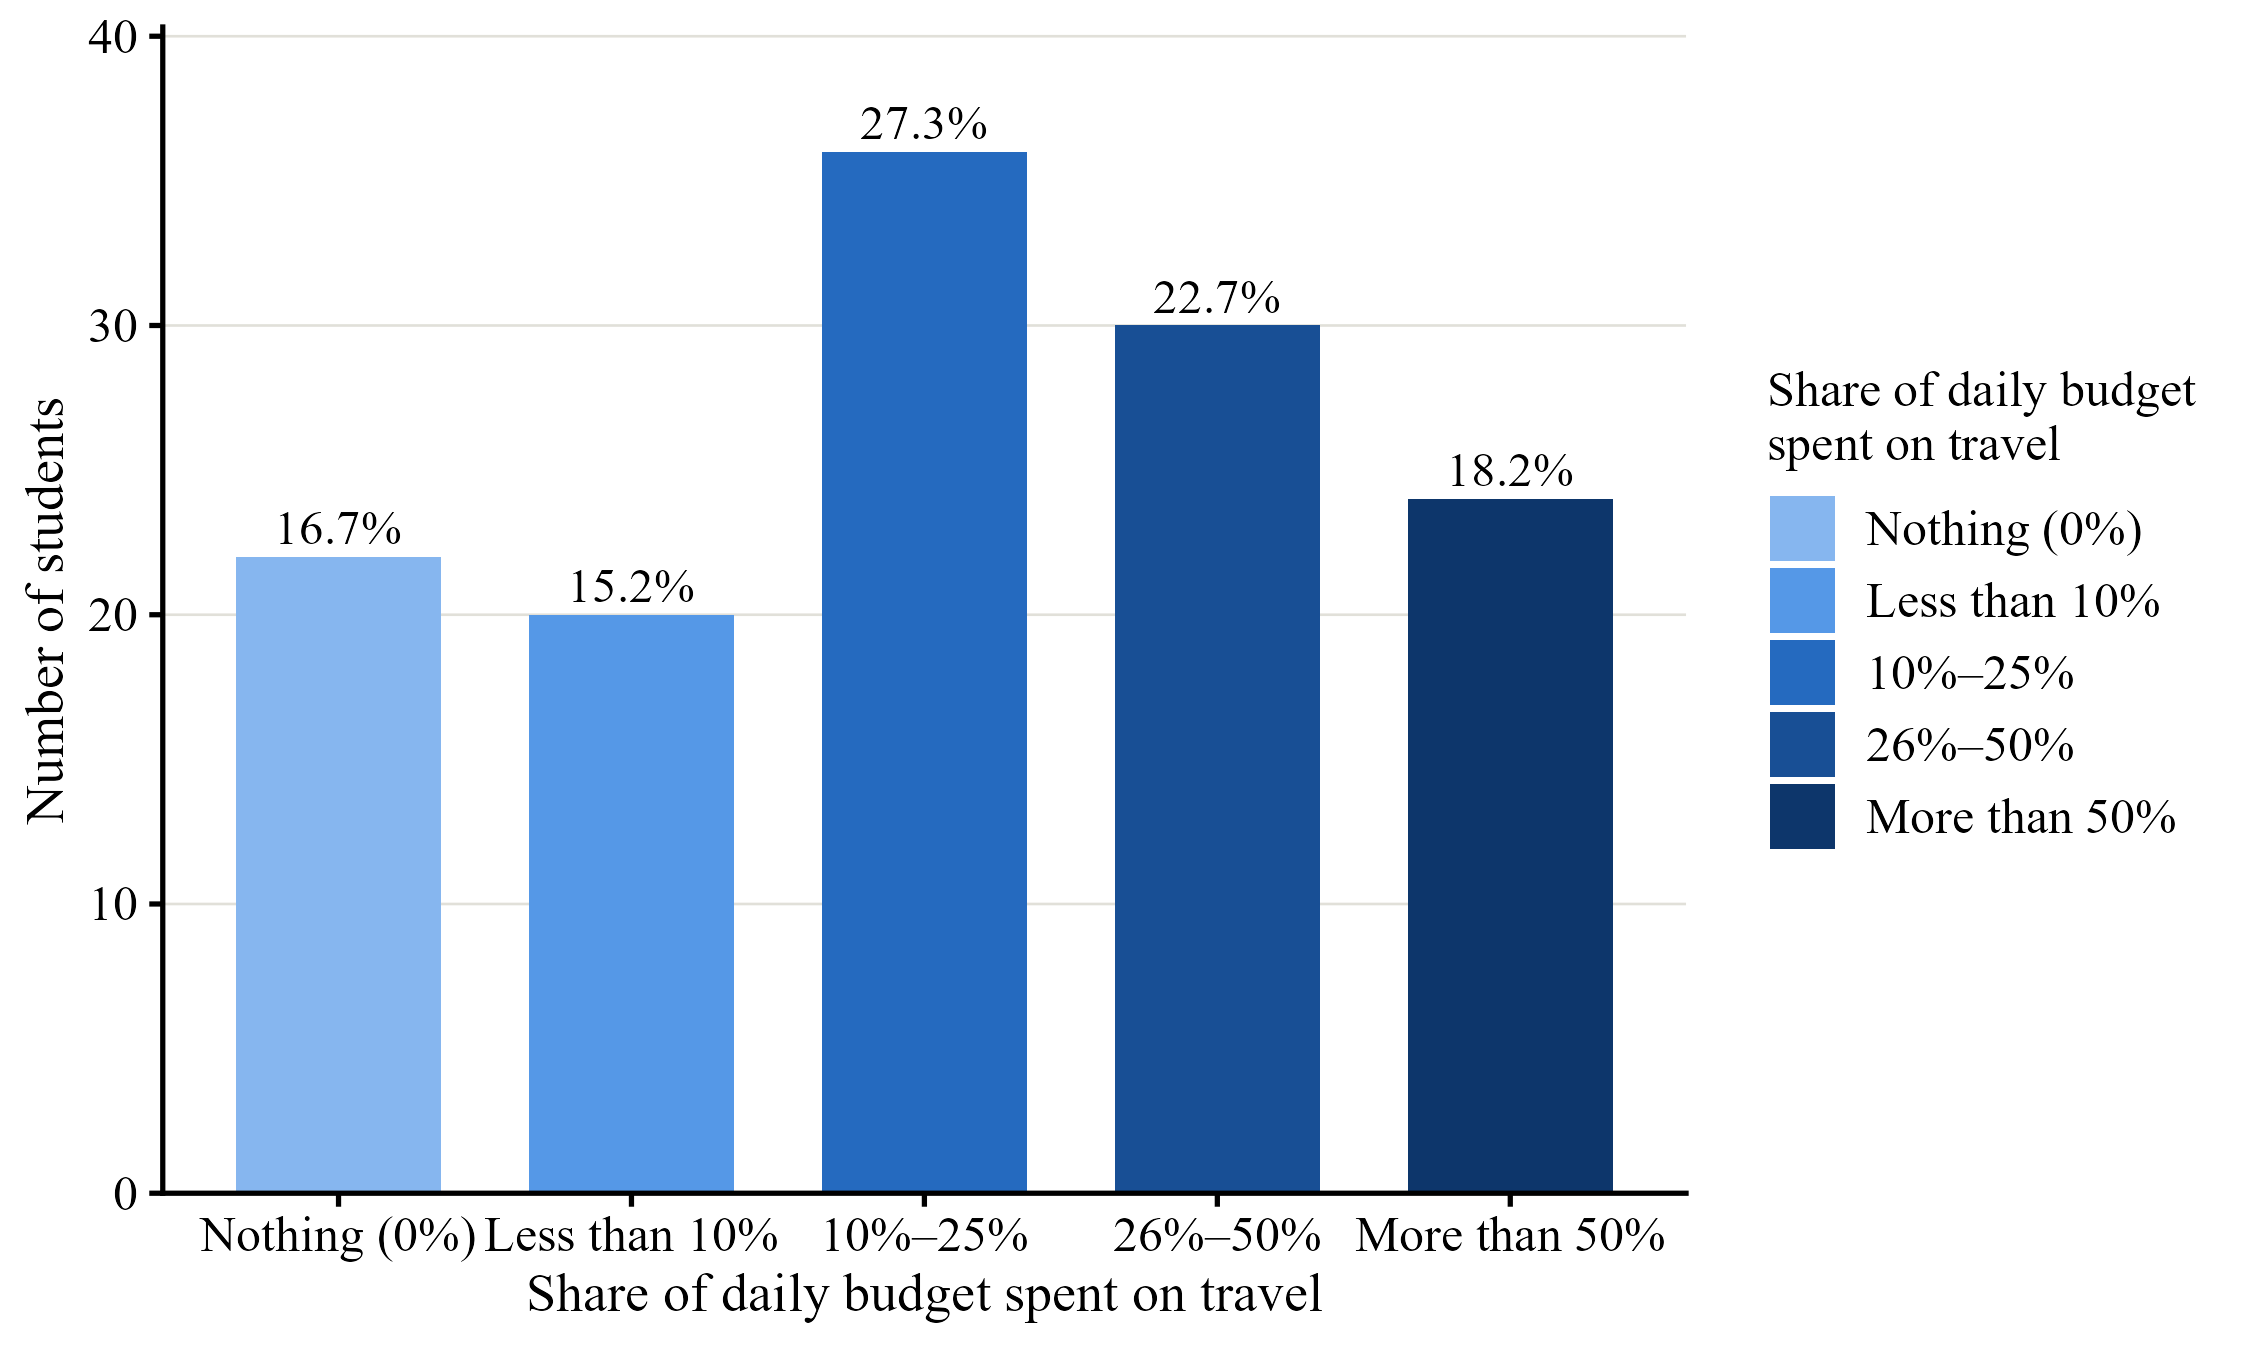 40
30
20
10
0
Number of students
16.7%
15.2%
27.3%
22.7%
18.2%
Nothing (0%)
Less than 10%
10%–25%
26%–50%
More than 50%
Share of daily budget spent on travel
Share of daily budget
spent on travel
Nothing (0%)
Less than 10%
10%–25%
26%–50%
More than 50%